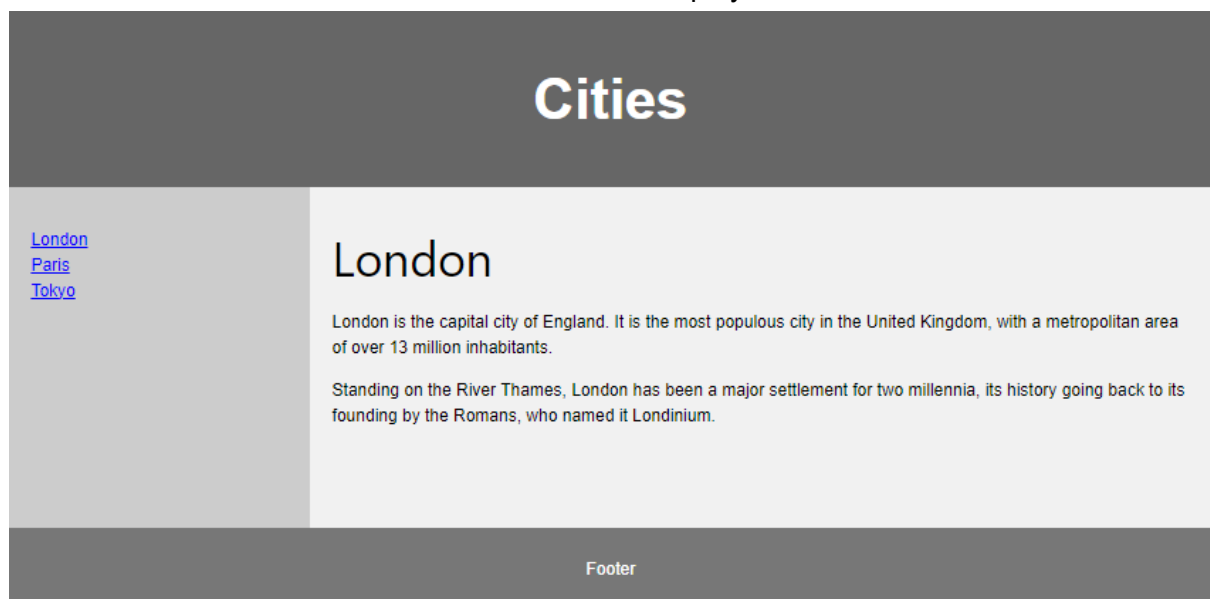 Cities
London
Paris
Tokyo
London
London is the capital city of England. It is the most populous city in the United Kingdom, with a metropolitan area
of over 13 million inhabitants.
Standing on the River Thames, London has been a major settlement for two millennia, its history going back to its
founding by the Romans, who named it Londinium.
Footer